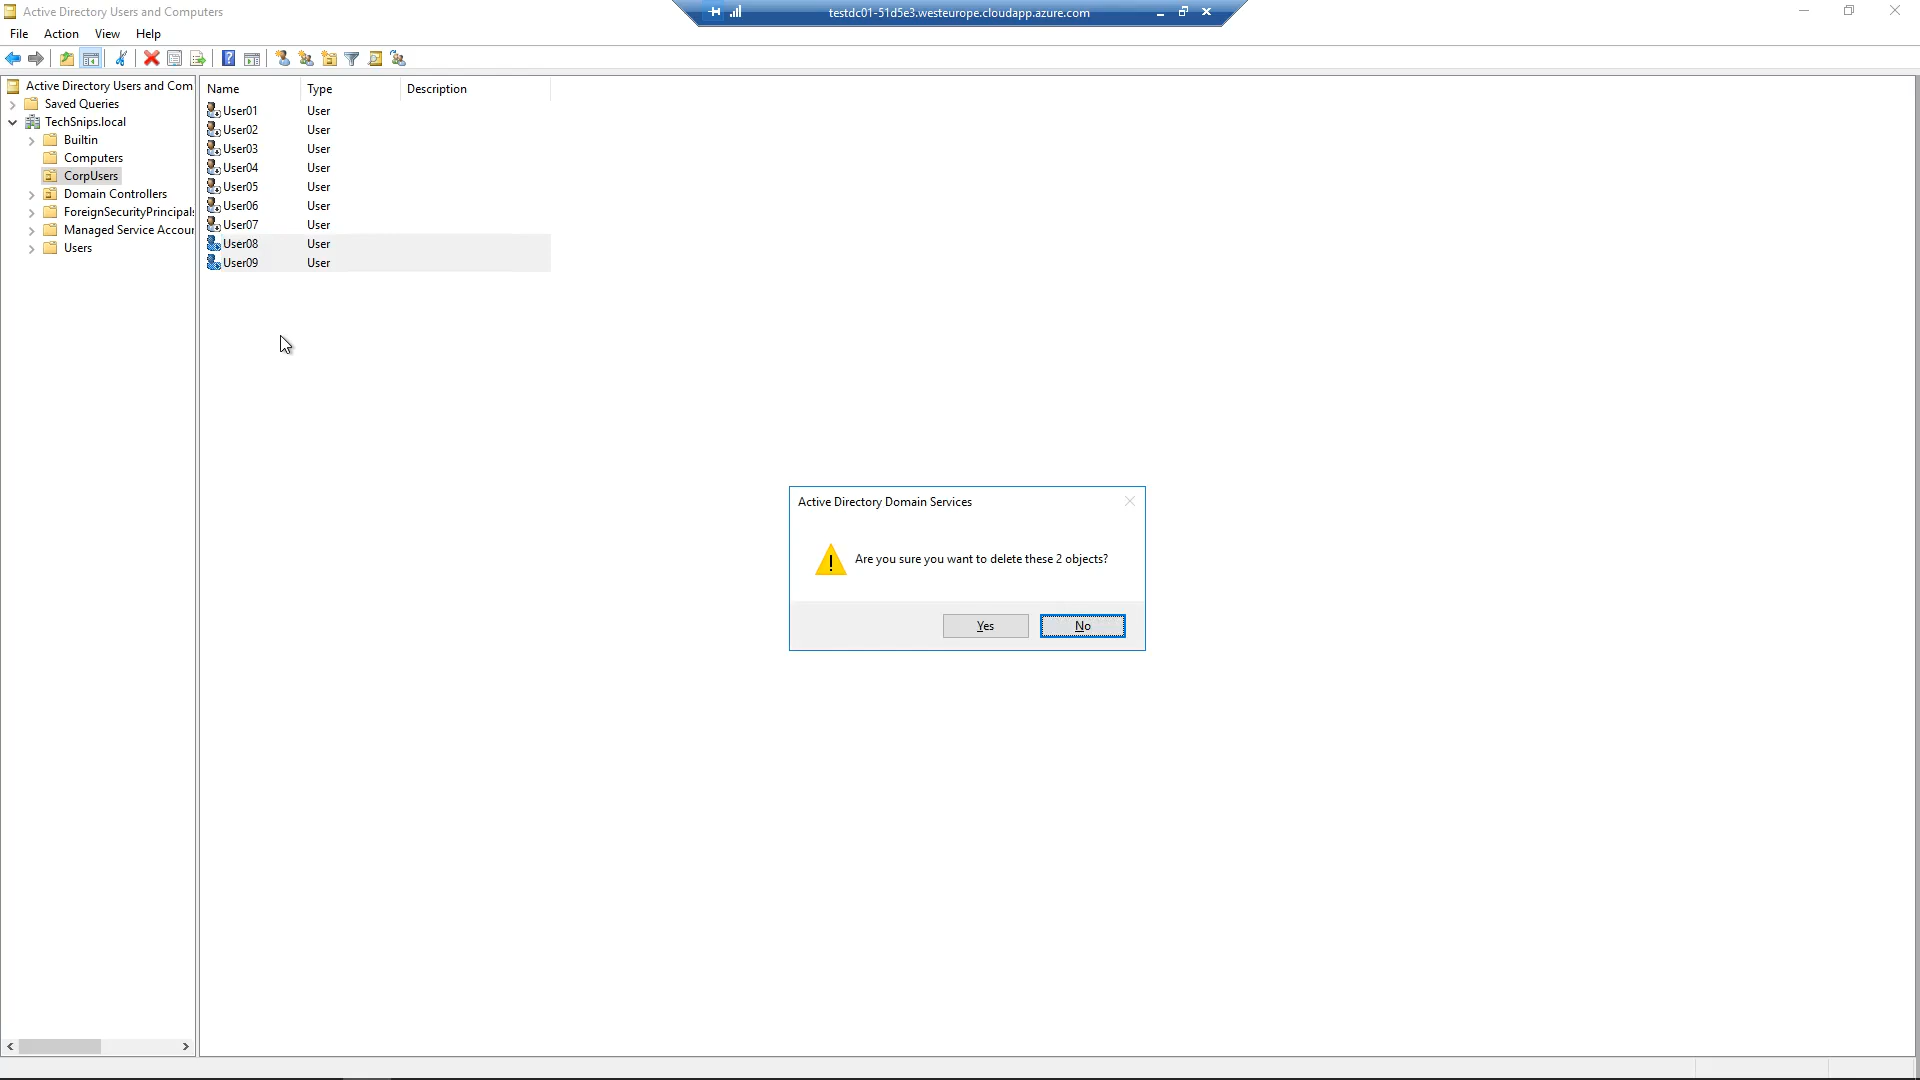 Active Directory Users and Computers
testdc01-51d5e3.westeurope.cloudapp.azure.com
File Action View Help
Active Directory Users and Com
Saved Queries
TechSnips.local
Builtin
Computers
CorpUsers
Domain Controllers
ForeignSecurityPrincipals
Managed Service Accour
Users
Name Type Description
User01 User
User02 User
User03 User
User04 User
User05 User
User06 User
User07 User
User08 User
User09 User
Active Directory Domain Services
Are you sure you want to delete these 2 objects?
Yes No